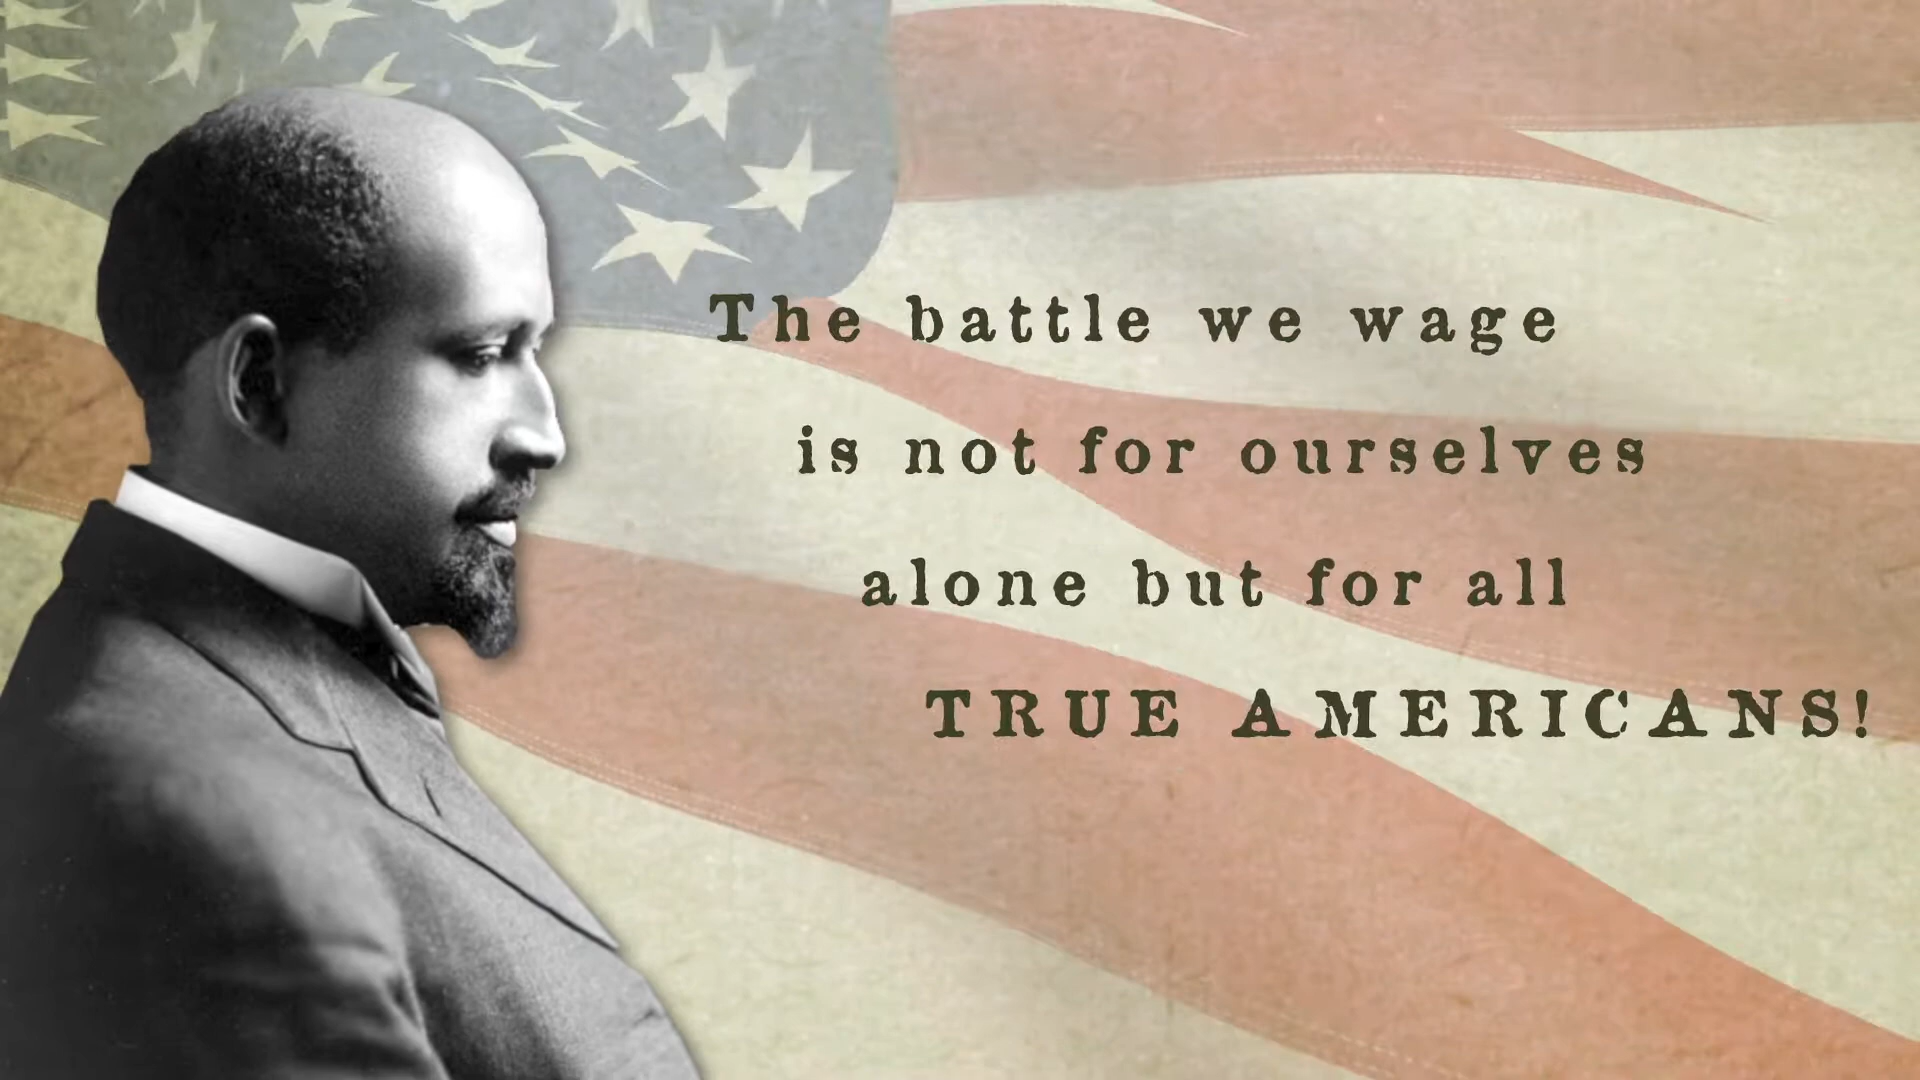 The battle we wage
is not for ourselves
alone but for all
TRUE AMERICANS!